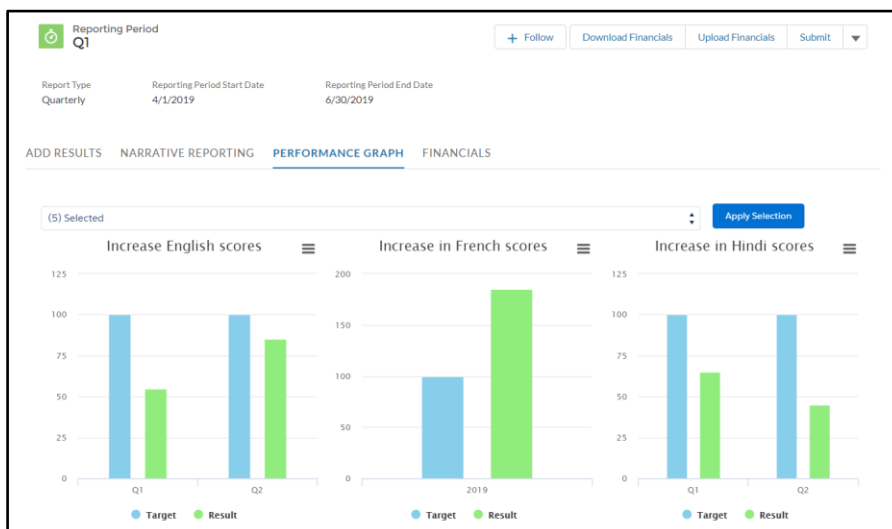 Reporting Period
Q1
+ Follow
Download Financials
Upload Financials
Submit
Report Type
Quarterly
Reporting Period Start Date
4/1/2019
Reporting Period End Date
6/30/2019
ADD RESULTS NARRATIVE REPORTING PERFORMANCE GRAPH FINANCIALS
(5) Selected
Apply Selection
Increase English scores
125
100
75
50
25
0
Q1 Q2
Target Result
Increase in French scores
200
150
100
50
0
2019
Target Result
Increase in Hindi scores
125
100
75
50
25
0
Q1 Q2
Target Result